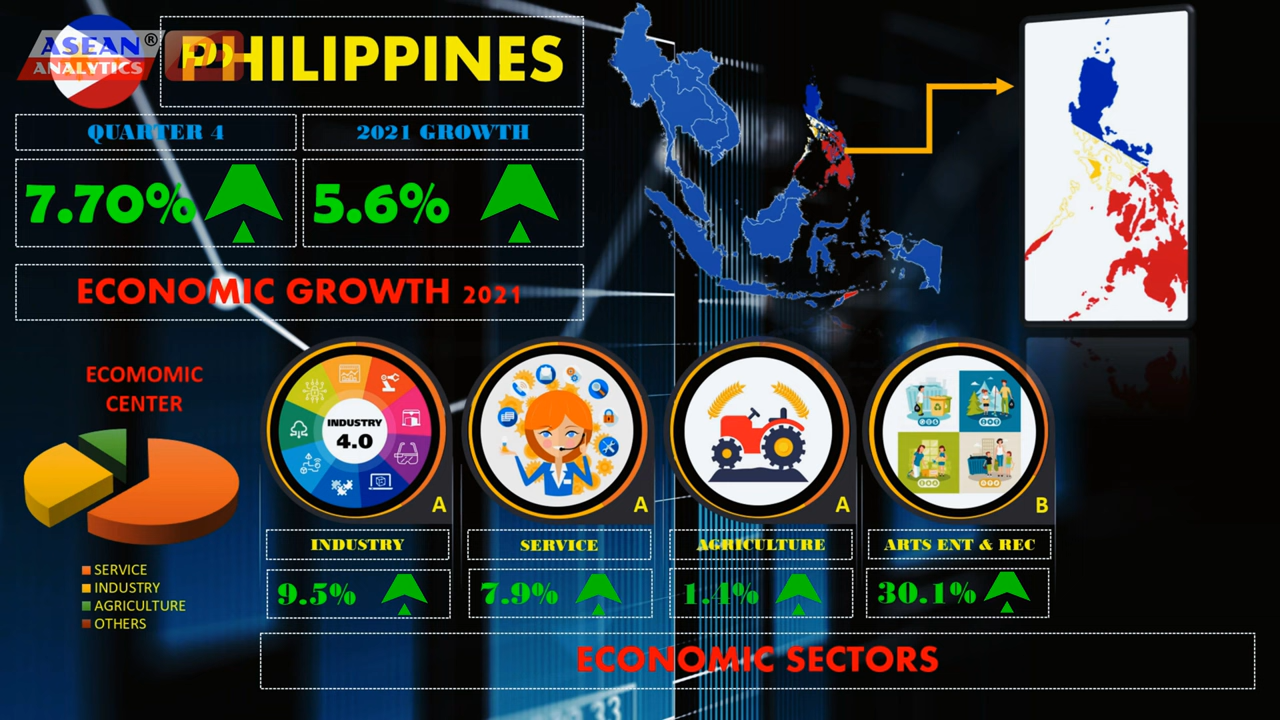 ASEAN®
ANALYTICS
PHILIPPINES
QUARTER 4
2021 GROWTH
7.70%
5.6%
ECONOMIC GROWTH 2021
ECOMOMIC
CENTER
SERVICE
INDUSTRY
AGRICULTURE
OTHERS
INDUSTRY
4.0
A
A
A
B
INDUSTRY
SERVICE
AGRICULTURE
ARTS ENT & REC
9.5%
7.9%
1.4%
30.1%
ECONOMIC SECTORS